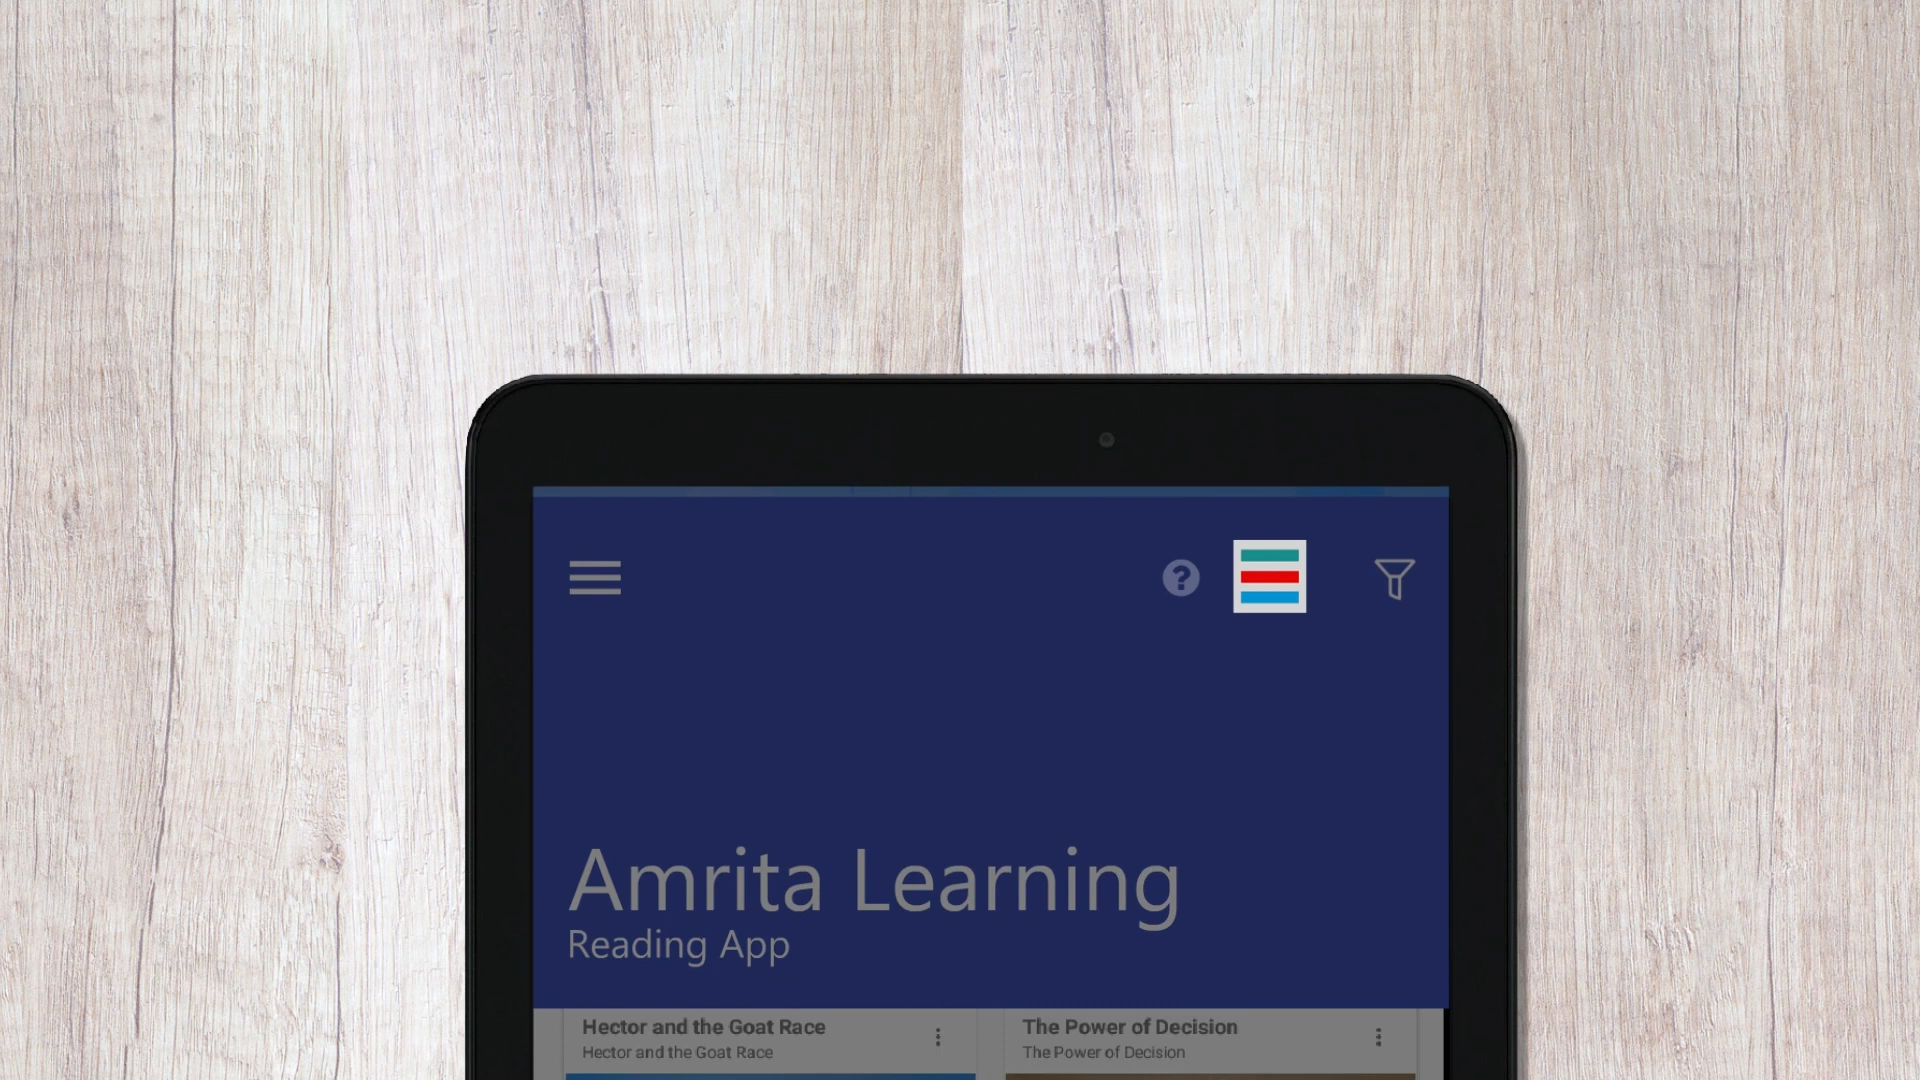 Amrita Learning
Reading App
Hector and the Goat Race
Hector and the Goat Race
The Power of Decision
The Power of Decision